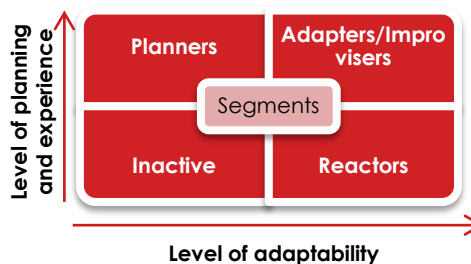 Level of planning
and experience
Planners
Adapters/Impro
visers
Segments
Inactive
Reactors
Level of adaptability